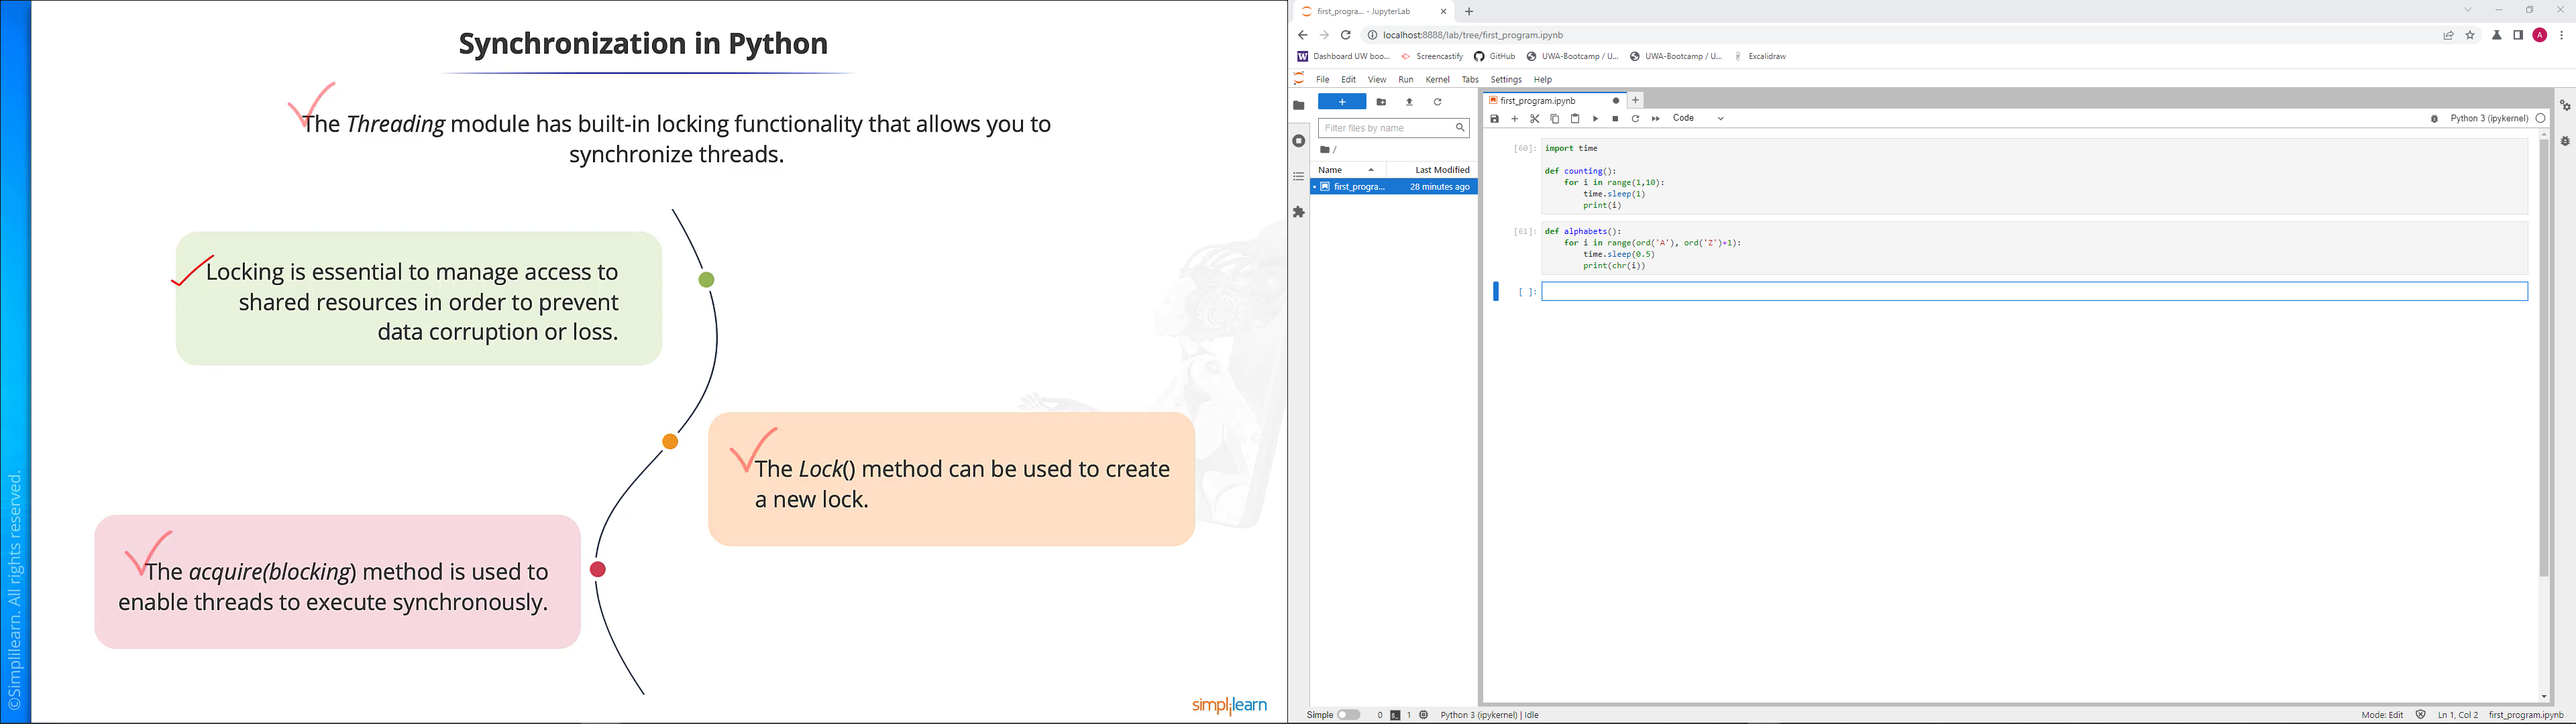 Synchronization in Python
The Threading module has built-in locking functionality that allows you to
synchronize threads.
Locking is essential to manage access to
shared resources in order to prevent
data corruption or loss.
The Lock() method can be used to create
a new lock.
The acquire(blocking) method is used to
enable threads to execute synchronously.
©Simplilearn. All rights reserved.
simplilearn
first_progra... - JupyterLab
localhost:8888/lab/tree/first_program.ipynb
A
Dashboard UW boo... Screencastify GitHub UWA-Bootcamp / U... UWA-Bootcamp / U... Excalidraw
File Edit View Run Kernel Tabs Settings Help
Filter files by name
/
Name Last Modified
first_progra... 28 minutes ago
first_program.ipynb
Code
Python 3 (ipykernel)
[60]: import time
def counting():
for i in range(1,10):
time.sleep(1)
print(i)
[61]: def alphabets():
for i in range(ord('A'), ord('Z')+1):
time.sleep(0.5)
print(chr(i))
[ ]:
Simple 0 1 Python 3 (ipykernel) | Idle
Mode: Edit Ln 1, Col 2 first_program.ipynb